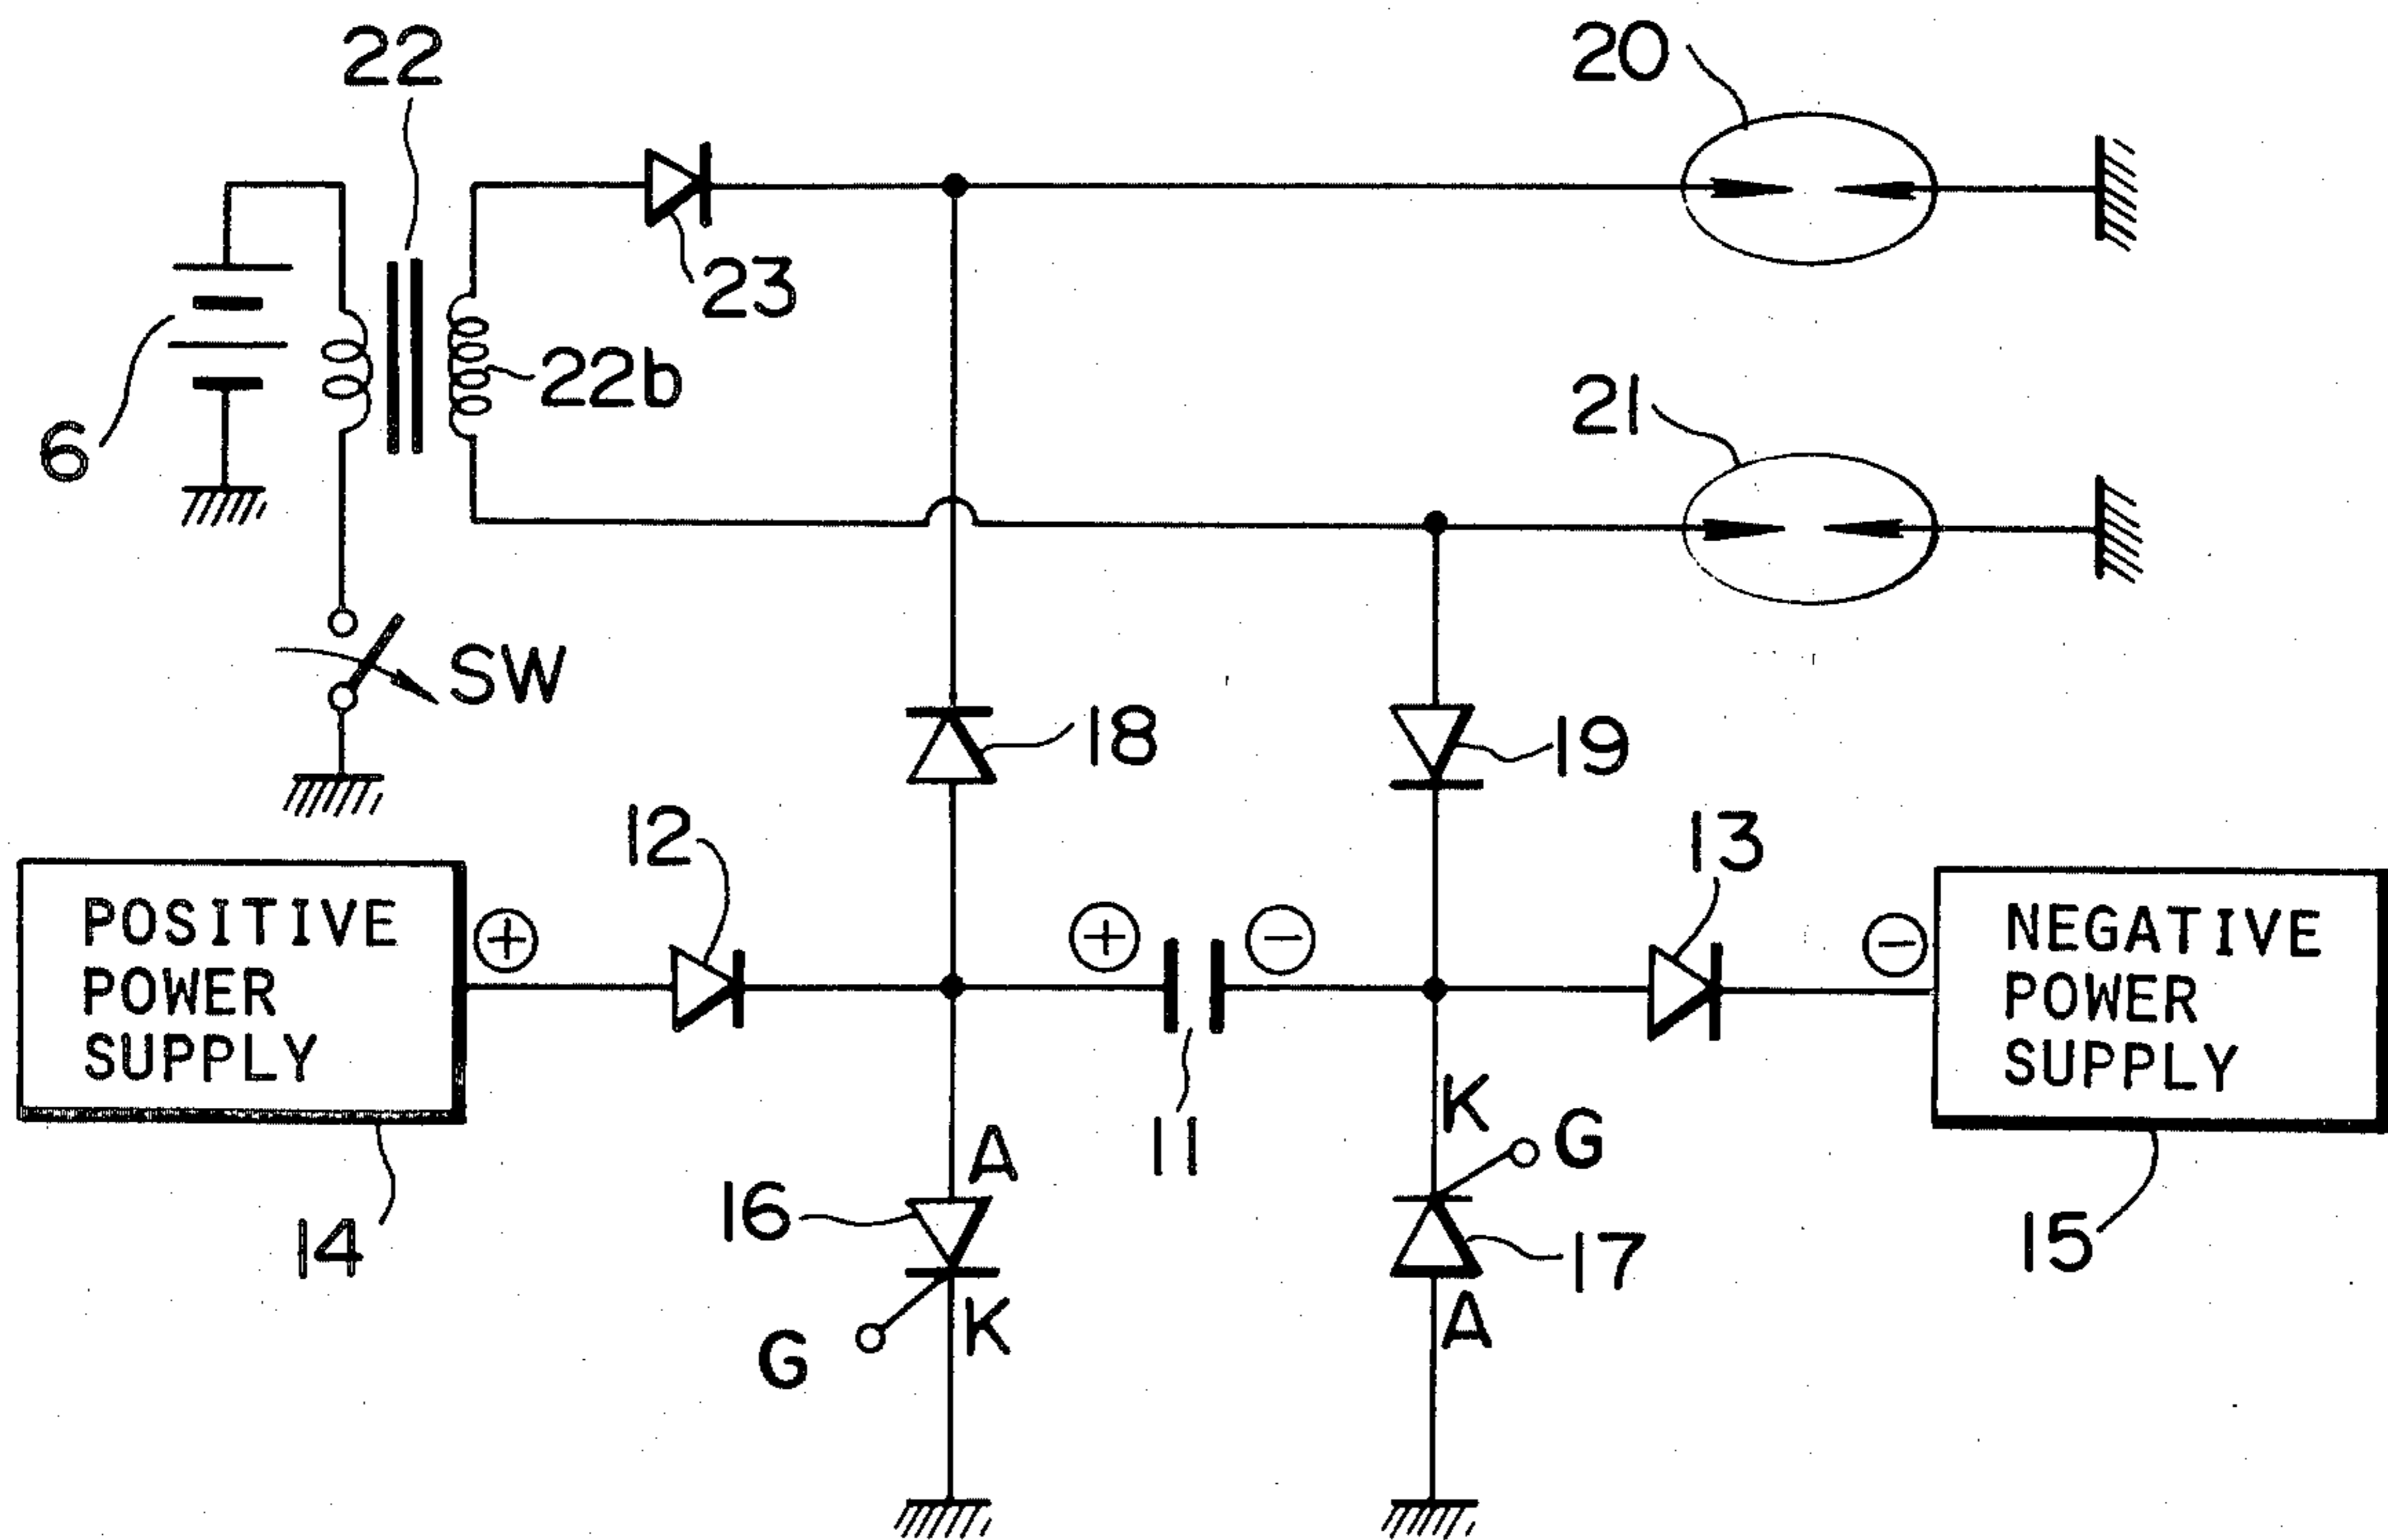 22
20
23
22b
6
21
SW
18
19
12
13
POSITIVE
POWER
SUPPLY
+
+
−
−
NEGATIVE
POWER
SUPPLY
14
11
A
K
G
16
17
15
G
K
A